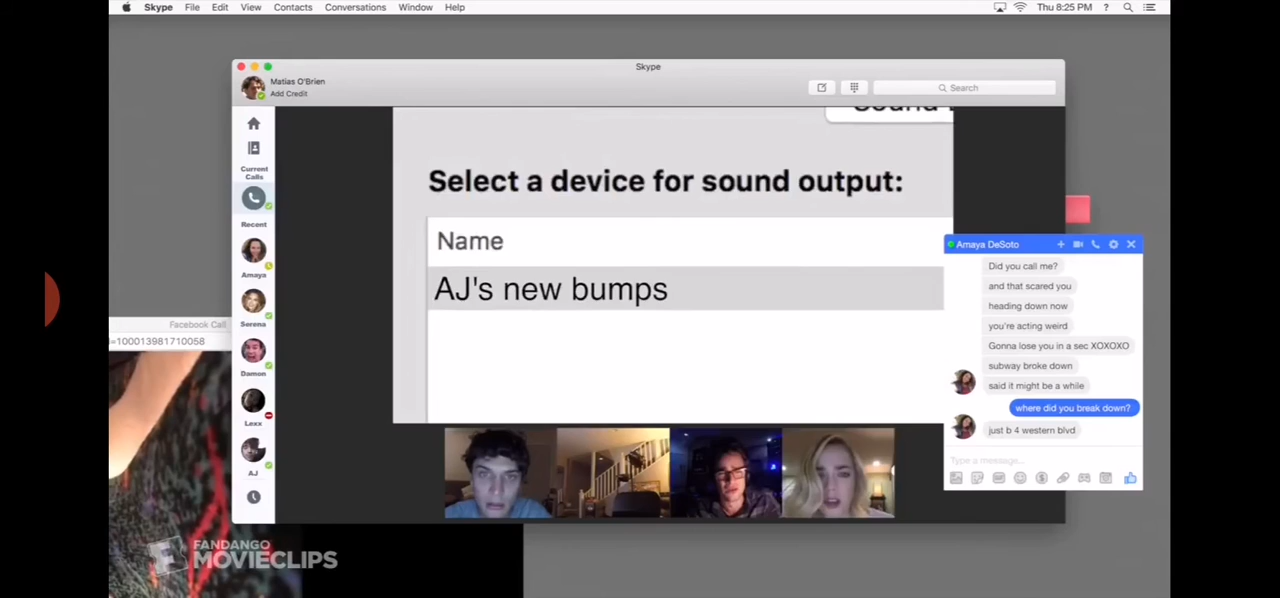 Skype File Edit View Contacts Conversations Window Help
Thu 8:25 PM ?
Skype
Matias O'Brien
Add Credit
Search
Current
Calls
Recent
Amaya
Serena
Damon
Lexx
AJ
Select a device for sound output:
Name
AJ's new bumps
Facebook Call
=100013981710058
Amaya DeSoto
Did you call me?
and that scared you
heading down now
you're acting weird
Gonna lose you in a sec XOXOXO
subway broke down
said it might be a while
where did you break down?
just b 4 western blvd
Type a message...
FANDANGO
MOVIECLIPS